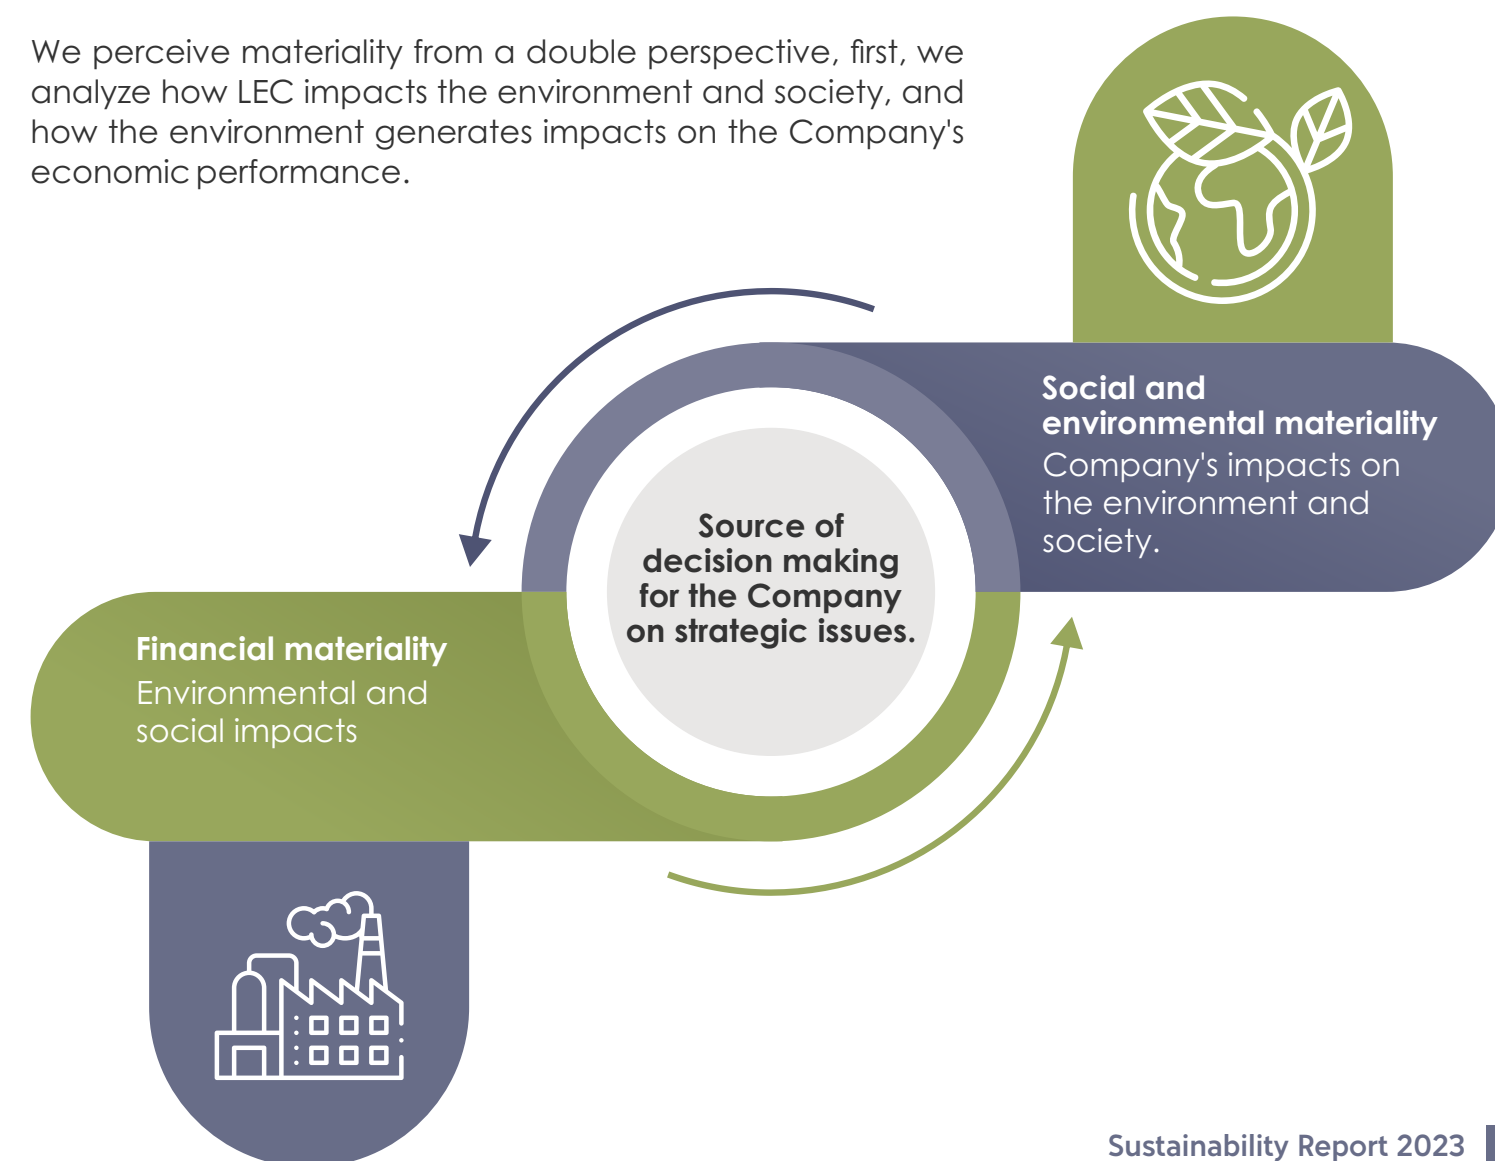 We perceive materiality from a double perspective, first, we
analyze how LEC impacts the environment and society, and
how the environment generates impacts on the Company's
economic performance.
Social and
environmental materiality
Company's impacts on
the environment and
society.
Source of
decision making
for the Company
on strategic issues.
Financial materiality
Environmental and
social impacts
Sustainability Report 2023